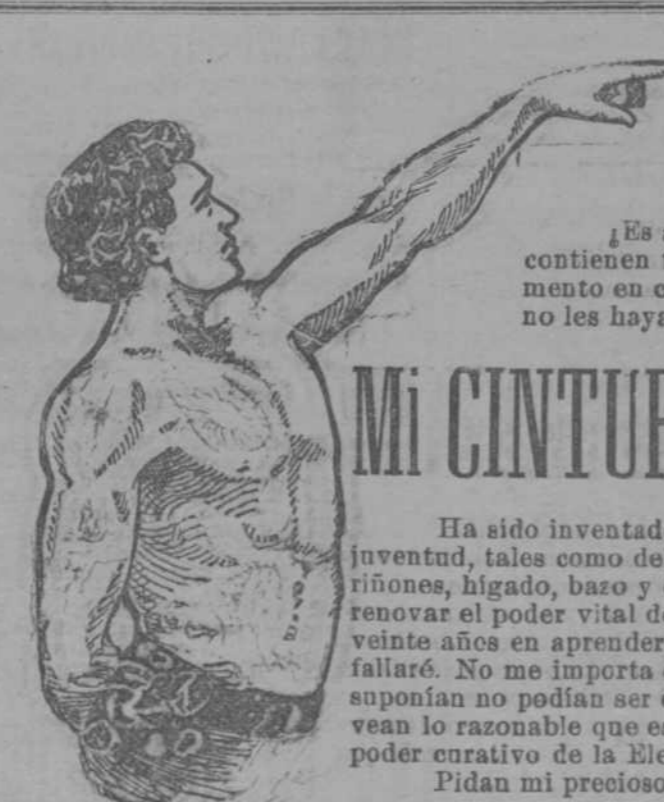 ¿Es
contienen
mento en
no les haya
Mi CINTU
Ha sido inventad
juventud, tales como de
riñones, hígado, bazo y
renovar el poder vital de
veinte años en aprender
fallaré. No me importa
suponían no podían ser
vean lo razonable que es
poder curativo de la Ele
Pidan mi precioso